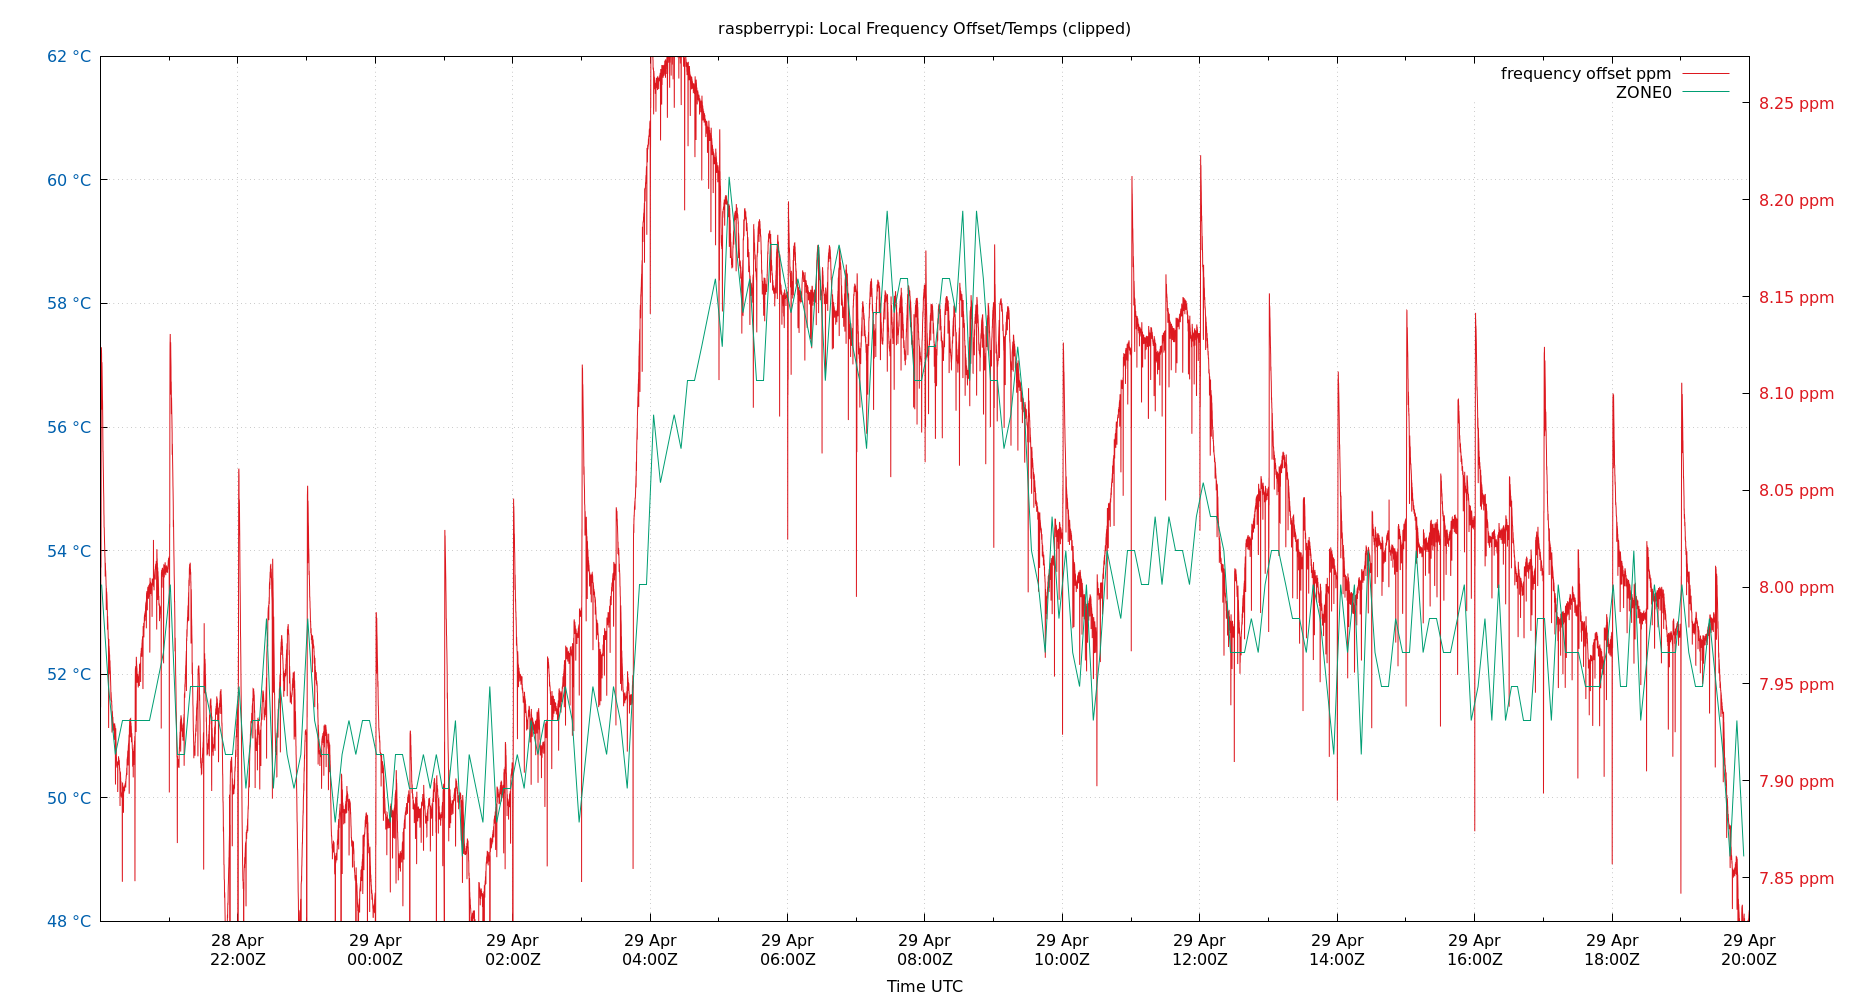 raspberrypi: Local Frequency Offset/Temps (clipped)
frequency offset ppm
ZONE0
62 °C
60 °C
58 °C
56 °C
54 °C
52 °C
50 °C
48 °C
8.25 ppm
8.20 ppm
8.15 ppm
8.10 ppm
8.05 ppm
8.00 ppm
7.95 ppm
7.90 ppm
7.85 ppm
28 Apr
22:00Z
29 Apr
00:00Z
29 Apr
02:00Z
29 Apr
04:00Z
29 Apr
06:00Z
29 Apr
08:00Z
29 Apr
10:00Z
29 Apr
12:00Z
29 Apr
14:00Z
29 Apr
16:00Z
29 Apr
18:00Z
29 Apr
20:00Z
Time UTC